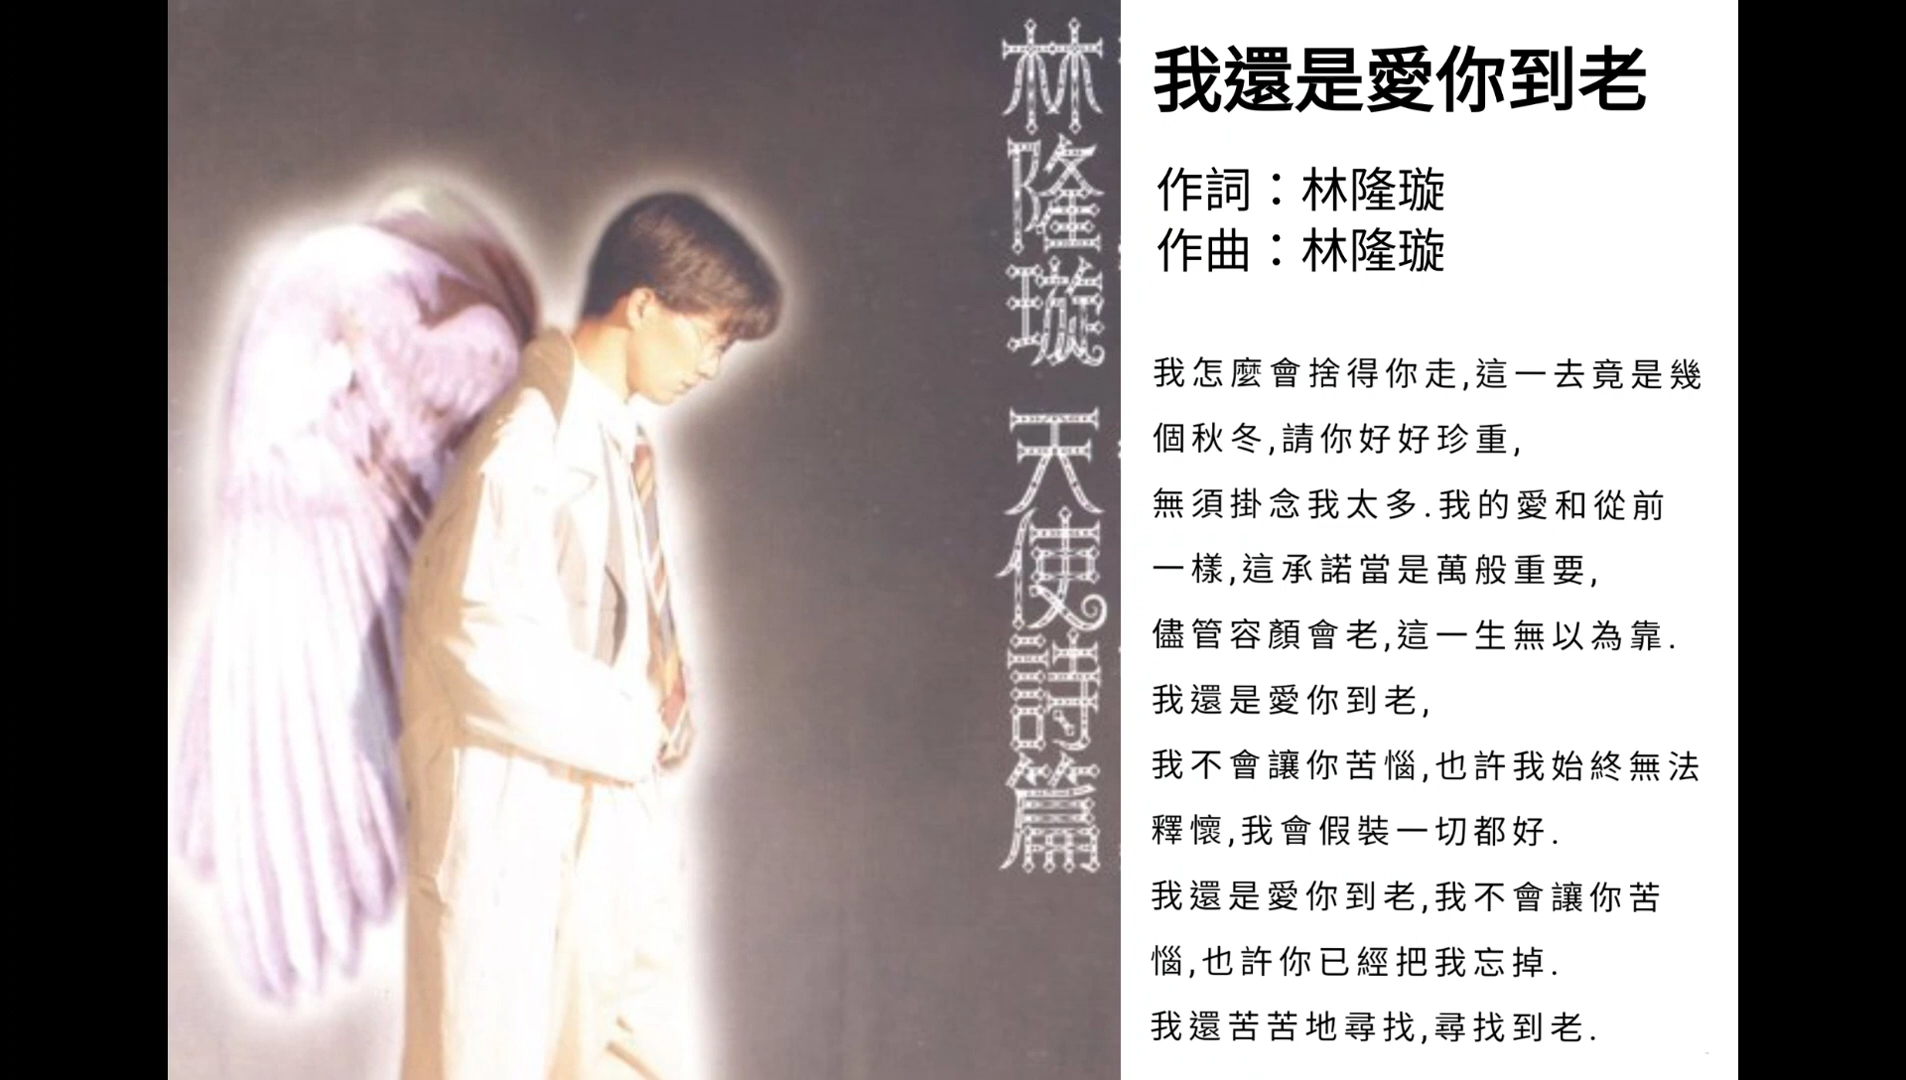 林隆璇 天使詩篇
我還是愛你到老
作詞：林隆璇
作曲：林隆璇
我怎麼會捨得你走,這一去竟是幾
個秋冬,請你好好珍重,
無須掛念我太多.我的愛和從前
一樣,這承諾當是萬般重要,
儘管容顏會老,這一生無以為靠.
我還是愛你到老,
我不會讓你苦惱,也許我始終無法
釋懷,我會假裝一切都好.
我還是愛你到老,我不會讓你苦
惱,也許你已經把我忘掉.
我還苦苦地尋找,尋找到老.